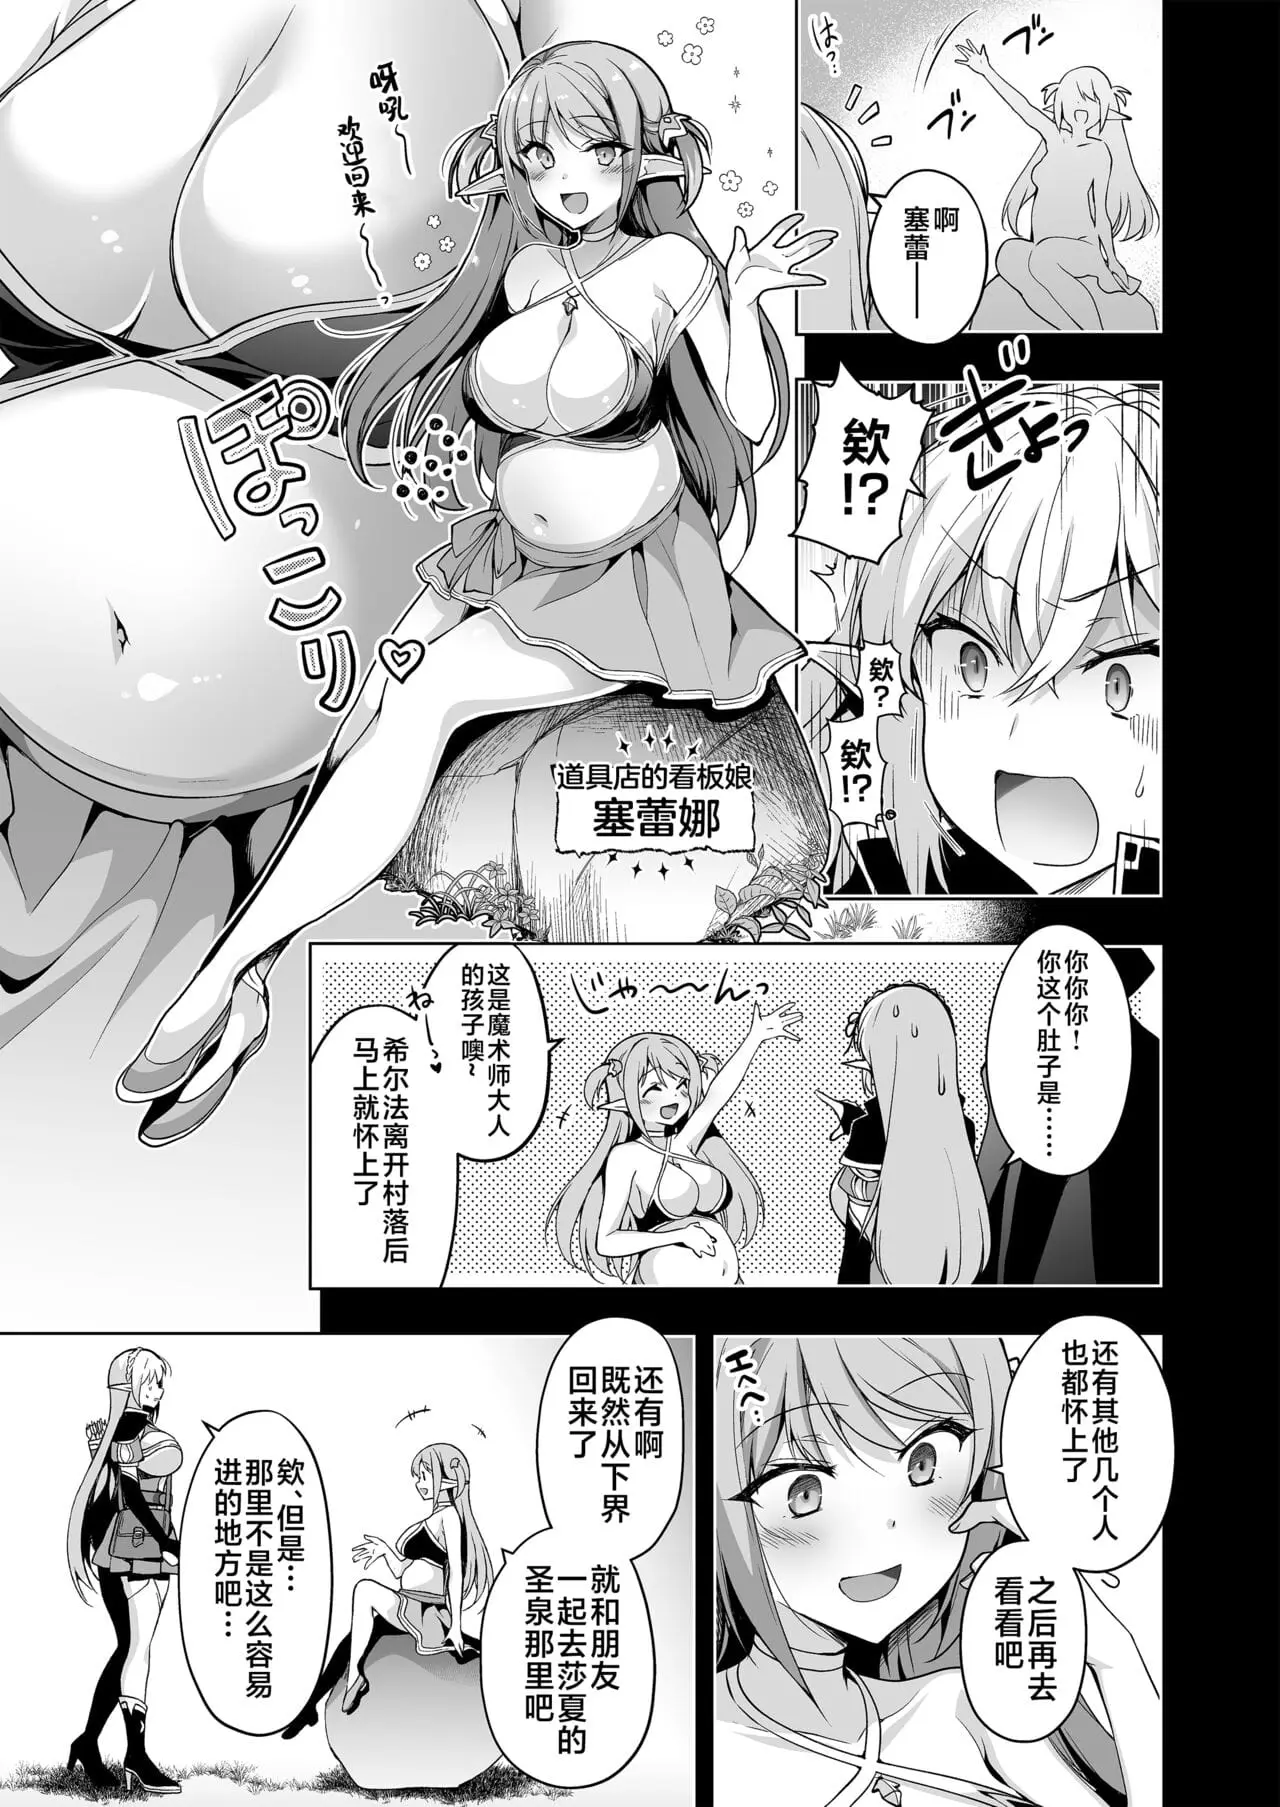 はっ…
ブンッ
ブンッ
啊
塞蕾——
呀吼～
欢迎回来～
ぽっこり
道具店的看板娘
塞蕾娜
ぎょっ
欸!?
欸？
欸!?
你你你！
你这个肚子是……
じゃ～～ん
这是魔术师大人
的孩子噢~
ね～
希尔法离开村落后
马上就怀上了
还有其他几个人
也都怀上了
之后再去
看看吧
エヘヘ…
还有啊
既然从下界
回来了
就和朋友
一起去莎夏的
圣泉那里吧
欸、但是…
那里不是这么容易
进的地方吧…